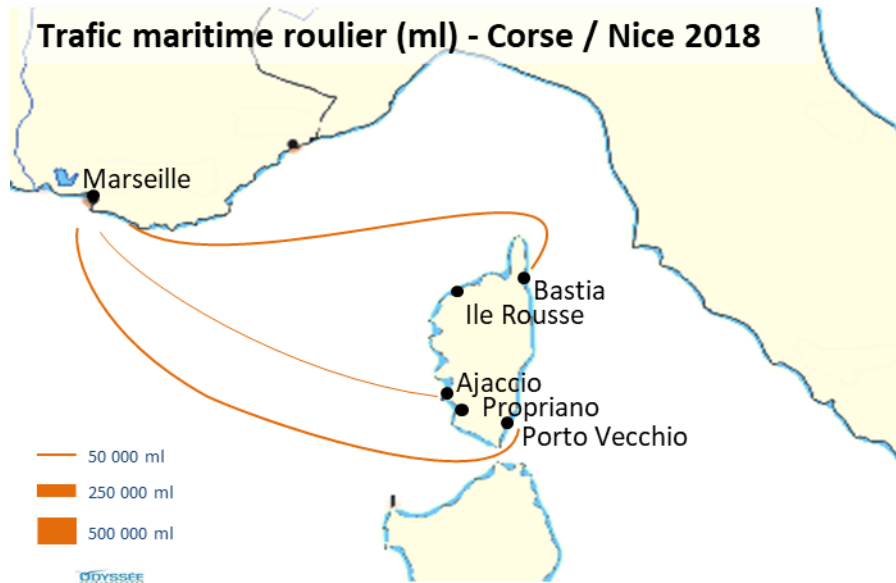 Trafic maritime roulier (ml) - Corse / Nice 2018
Marseille
Bastia
Ile Rousse
Ajaccio
Propriano
Porto Vecchio
50 000 ml
250 000 ml
500 000 ml
ODYSSÉE